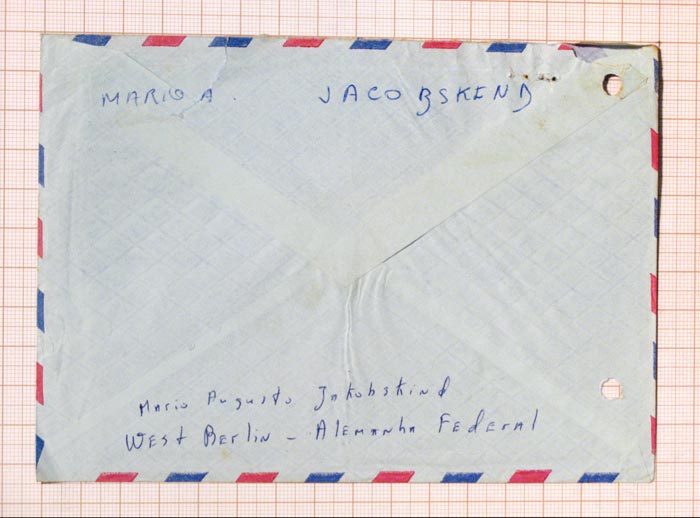 MARIO A. JACOBSKIND
Mario Augusto Jakobskind
West Berlin - Alemanha Federal